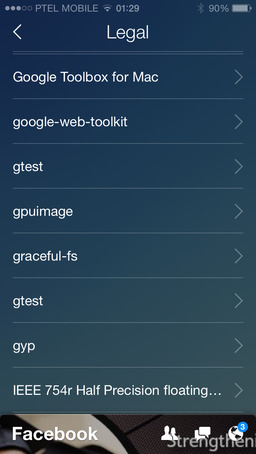 PTEL MOBILE 01:29 90%
Legal
Google Toolbox for Mac
google-web-toolkit
gtest
gpuimage
graceful-fs
gtest
gyp
IEEE 754r Half Precision floating...
Facebook 3
Strengtheni